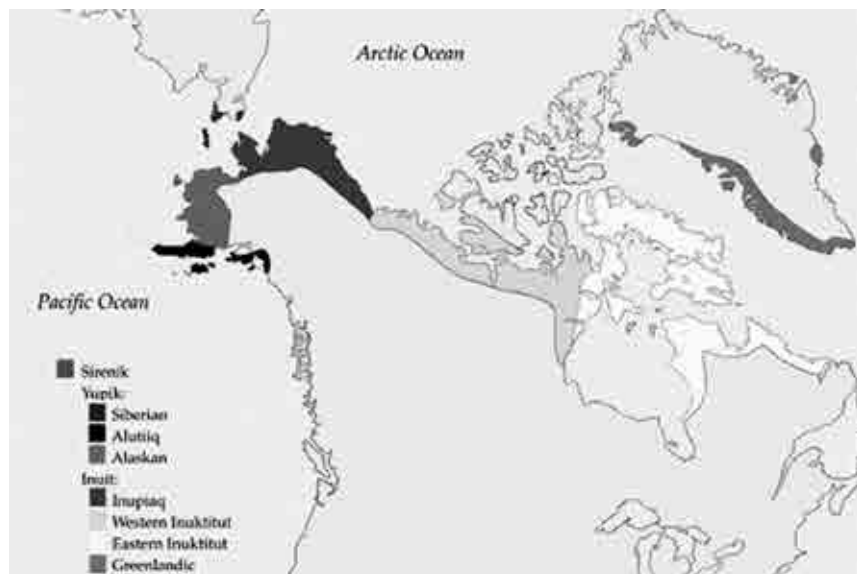 Arctic Ocean
Pacific Ocean
Sirenik
Yupik:
Siberian
Alutiiq
Alaskan
Inuit:
Inupiaq
Western Inuktitut
Eastern Inuktitut
Greenlandic